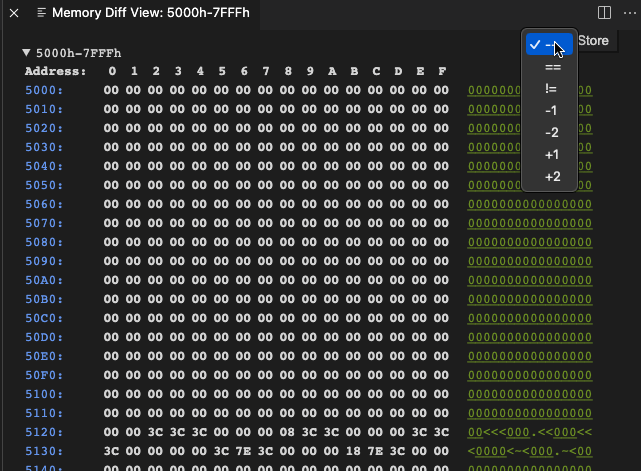 Memory Diff View: 5000h-7FFFh
-- Store
==
!=
-1
-2
+1
+2
5000h-7FFFh
Address: 0 1 2 3 4 5 6 7 8 9 A B C D E F
5000: 00 00 00 00 00 00 00 00 00 00 00 00 00 00 00 00 0000000 00
5010: 00 00 00 00 00 00 00 00 00 00 00 00 00 00 00 00 0000000 00
5020: 00 00 00 00 00 00 00 00 00 00 00 00 00 00 00 00 0000000 00
5030: 00 00 00 00 00 00 00 00 00 00 00 00 00 00 00 00 0000000 00
5040: 00 00 00 00 00 00 00 00 00 00 00 00 00 00 00 00 0000000 00
5050: 00 00 00 00 00 00 00 00 00 00 00 00 00 00 00 00 0000000 00
5060: 00 00 00 00 00 00 00 00 00 00 00 00 00 00 00 00 0000000000000000
5070: 00 00 00 00 00 00 00 00 00 00 00 00 00 00 00 00 0000000000000000
5080: 00 00 00 00 00 00 00 00 00 00 00 00 00 00 00 00 0000000000000000
5090: 00 00 00 00 00 00 00 00 00 00 00 00 00 00 00 00 0000000000000000
50A0: 00 00 00 00 00 00 00 00 00 00 00 00 00 00 00 00 0000000000000000
50B0: 00 00 00 00 00 00 00 00 00 00 00 00 00 00 00 00 0000000000000000
50C0: 00 00 00 00 00 00 00 00 00 00 00 00 00 00 00 00 0000000000000000
50D0: 00 00 00 00 00 00 00 00 00 00 00 00 00 00 00 00 0000000000000000
50E0: 00 00 00 00 00 00 00 00 00 00 00 00 00 00 00 00 0000000000000000
50F0: 00 00 00 00 00 00 00 00 00 00 00 00 00 00 00 00 0000000000000000
5100: 00 00 00 00 00 00 00 00 00 00 00 00 00 00 00 00 0000000000000000
5110: 00 00 00 00 00 00 00 00 00 00 00 00 00 00 00 00 0000000000000000
5120: 00 00 3C 3C 3C 00 00 00 08 3C 3C 00 00 00 3C 3C 00<<<000.<<000<<
5130: 3C 00 00 00 00 3C 7E 3C 00 00 00 18 7E 3C 00 00 <0000<~<000.~<00